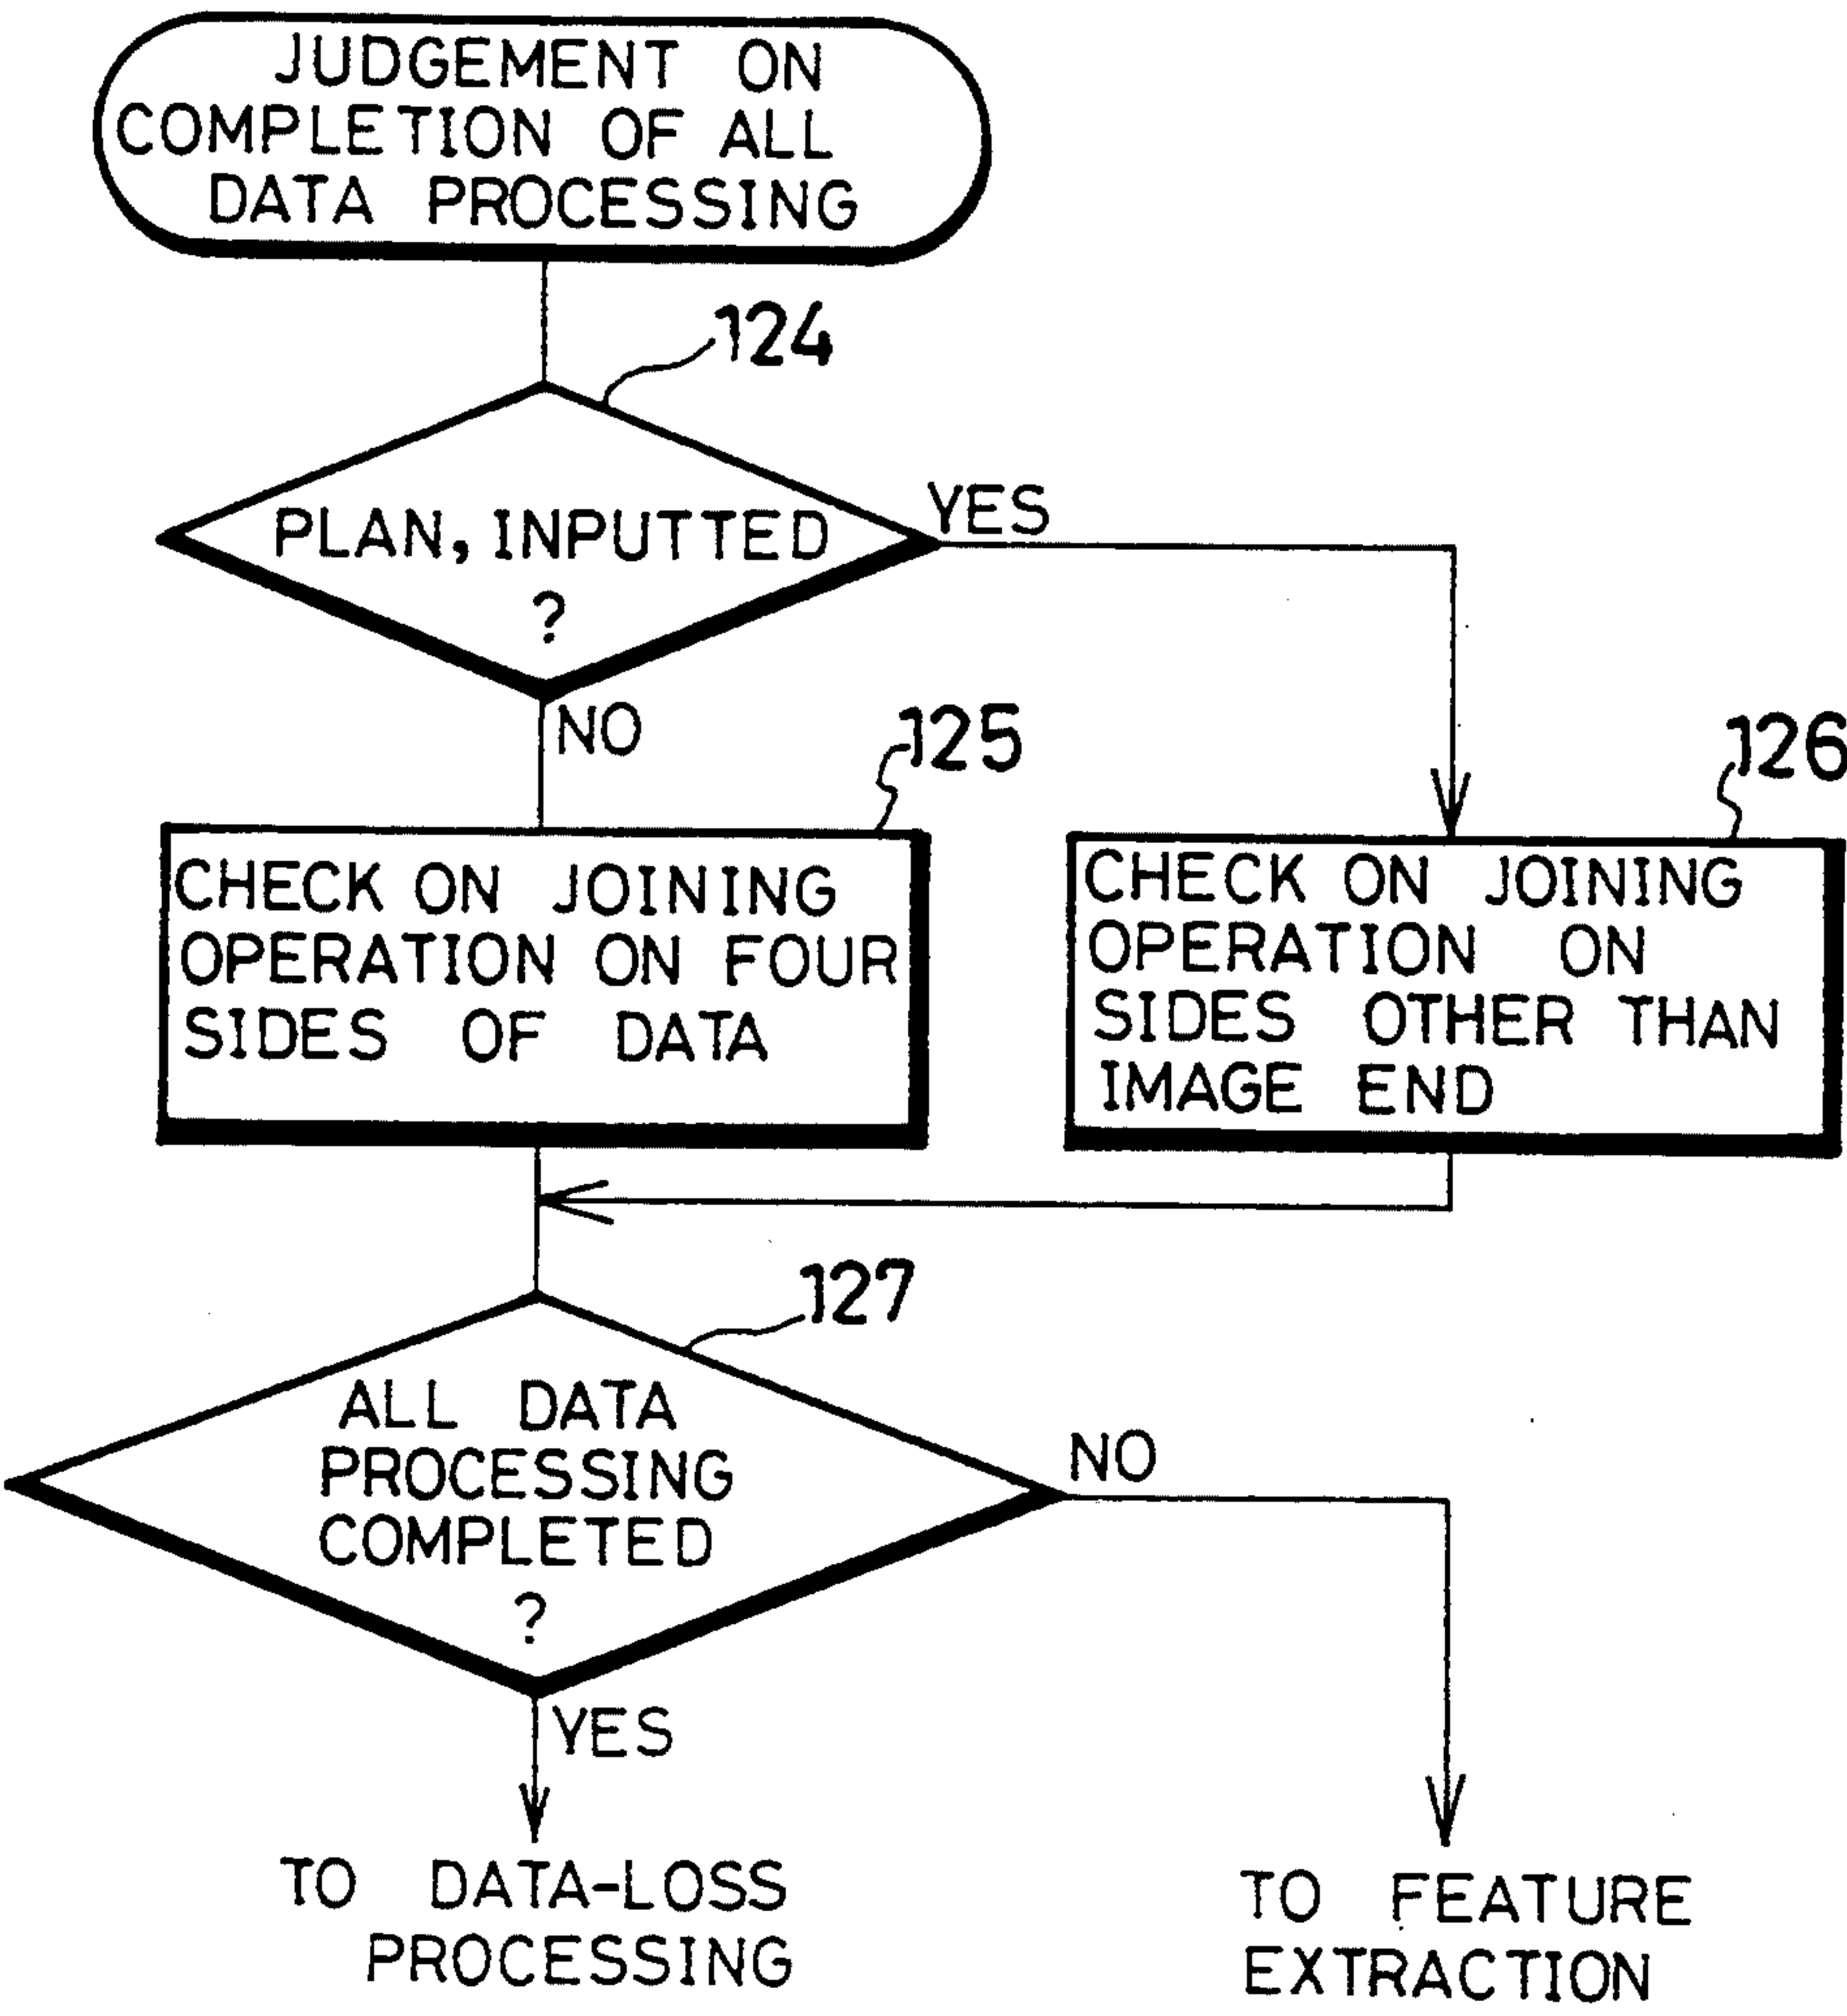 JUDGEMENT ON
COMPLETION OF ALL
DATA PROCESSING
124
PLAN, INPUTTED
?
YES
NO
125
CHECK ON JOINING
OPERATION ON FOUR
SIDES OF DATA
126
CHECK ON JOINING
OPERATION ON
SIDES OTHER THAN
IMAGE END
127
ALL DATA
PROCESSING
COMPLETED
?
NO
YES
TO DATA-LOSS
PROCESSING
TO FEATURE
EXTRACTION